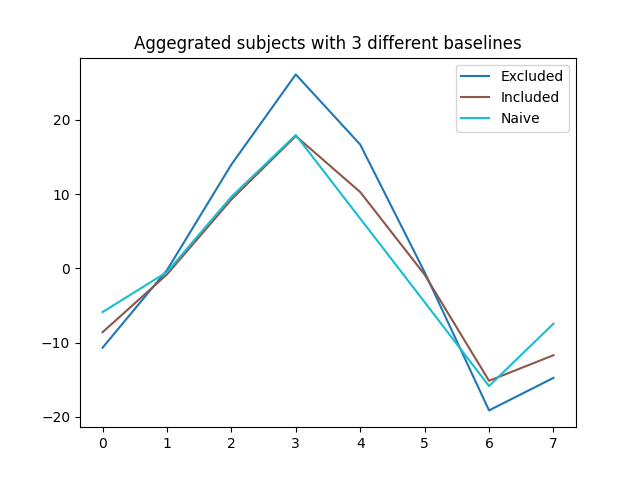 Aggegrated subjects with 3 different baselines
Excluded
Included
Naive
20
10
0
−10
−20
0 1 2 3 4 5 6 7